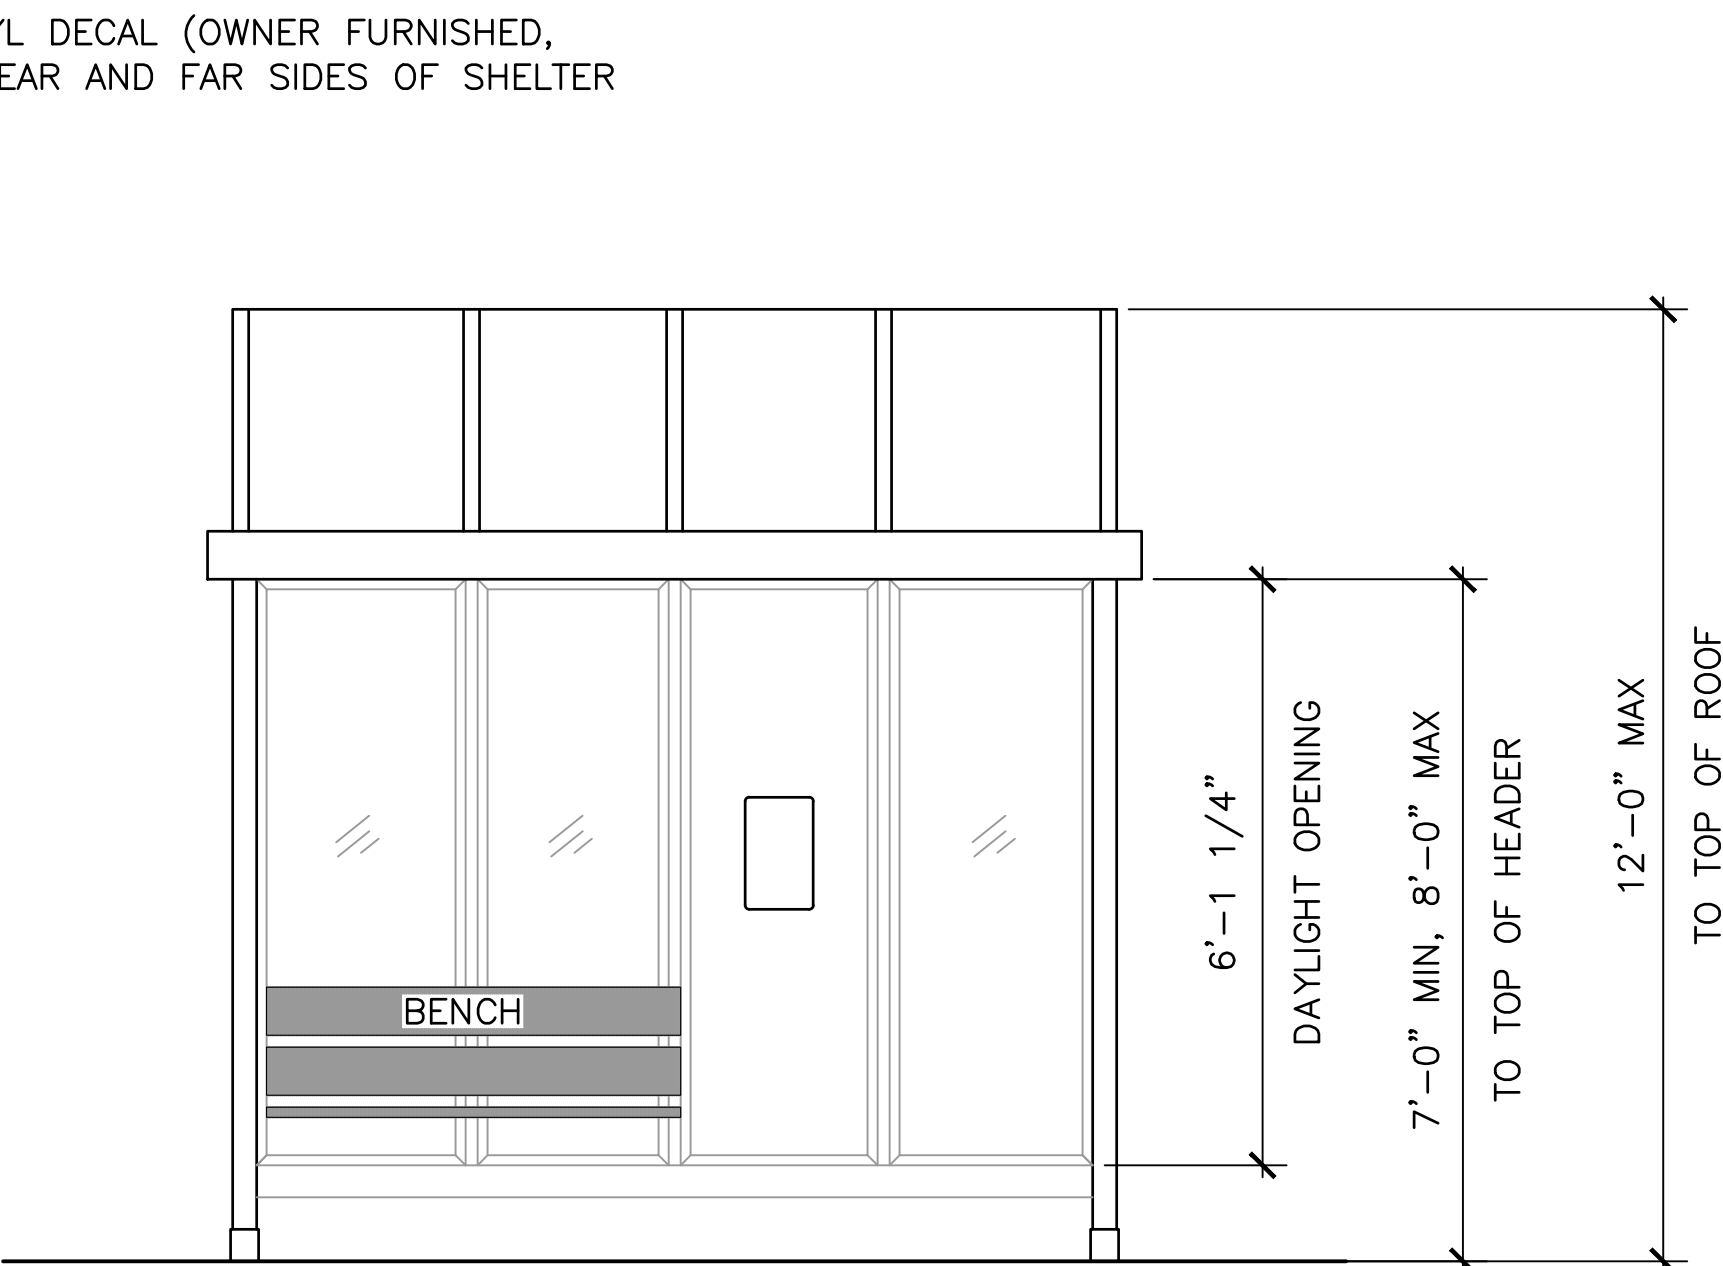 DECAL (OWNER FURNISHED,
AND FAR SIDES OF SHELTER
BENCH
6'-1 1/4"
DAYLIGHT OPENING
7'-0" MIN, 8'-0" MAX
TO TOP OF HEADER
12'-0" MAX
TO TOP OF ROOF